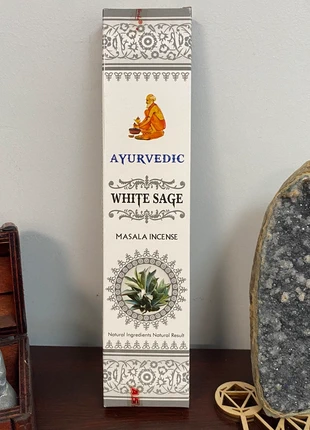 AYURVEDIC
WHITE SAGE
MASALA INCENSE
Natural Ingredients Natural Result